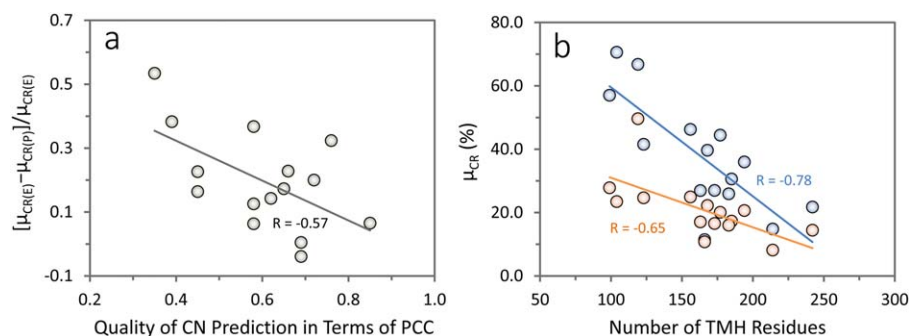 a
[μCR(E)−μCR(P)]/μCR(E)
0.7
0.5
0.3
0.1
-0.1
R = -0.57
0.2
0.4
0.6
0.8
1.0
Quality of CN Prediction in Terms of PCC
b
μCR (%)
80.0
60.0
40.0
20.0
0.0
R = -0.78
R = -0.65
50
100
150
200
250
Number of TMH Residues